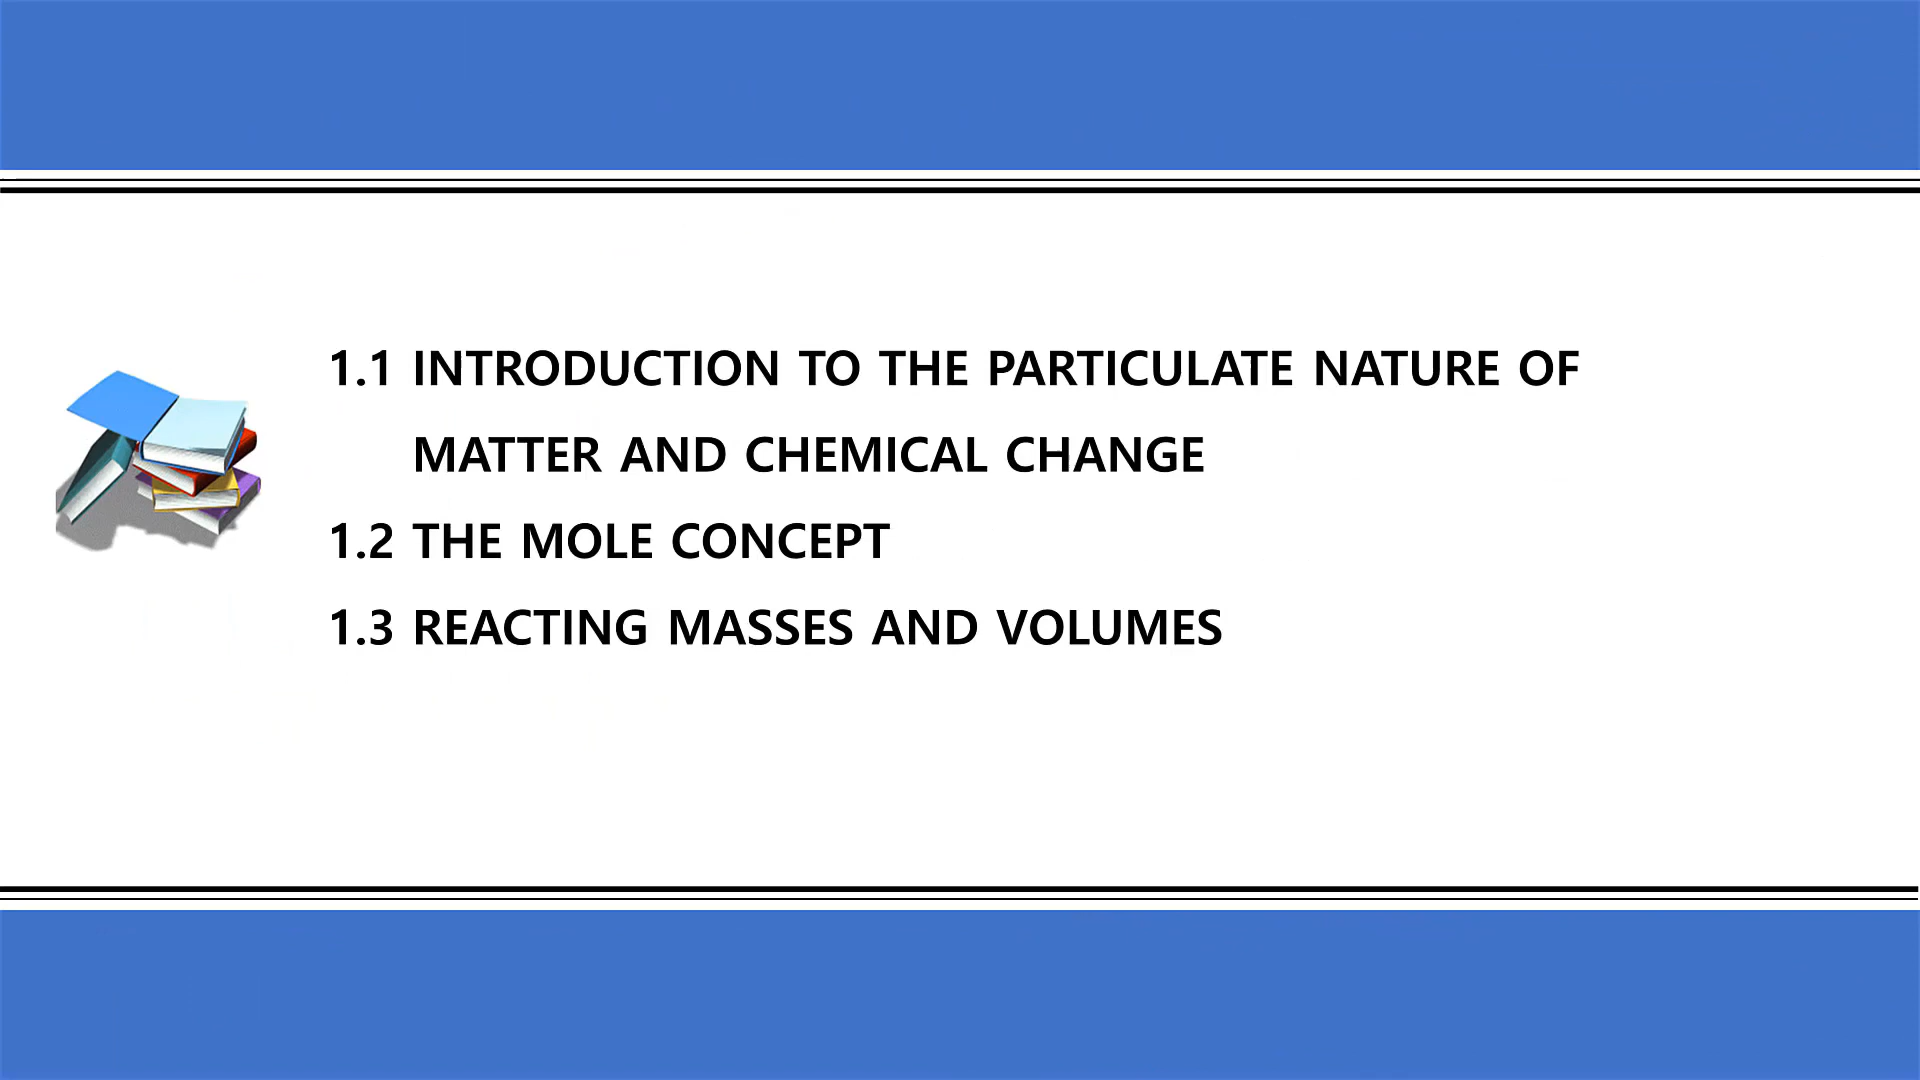 1.1 INTRODUCTION TO THE PARTICULATE NATURE OF
MATTER AND CHEMICAL CHANGE
1.2 THE MOLE CONCEPT
1.3 REACTING MASSES AND VOLUMES